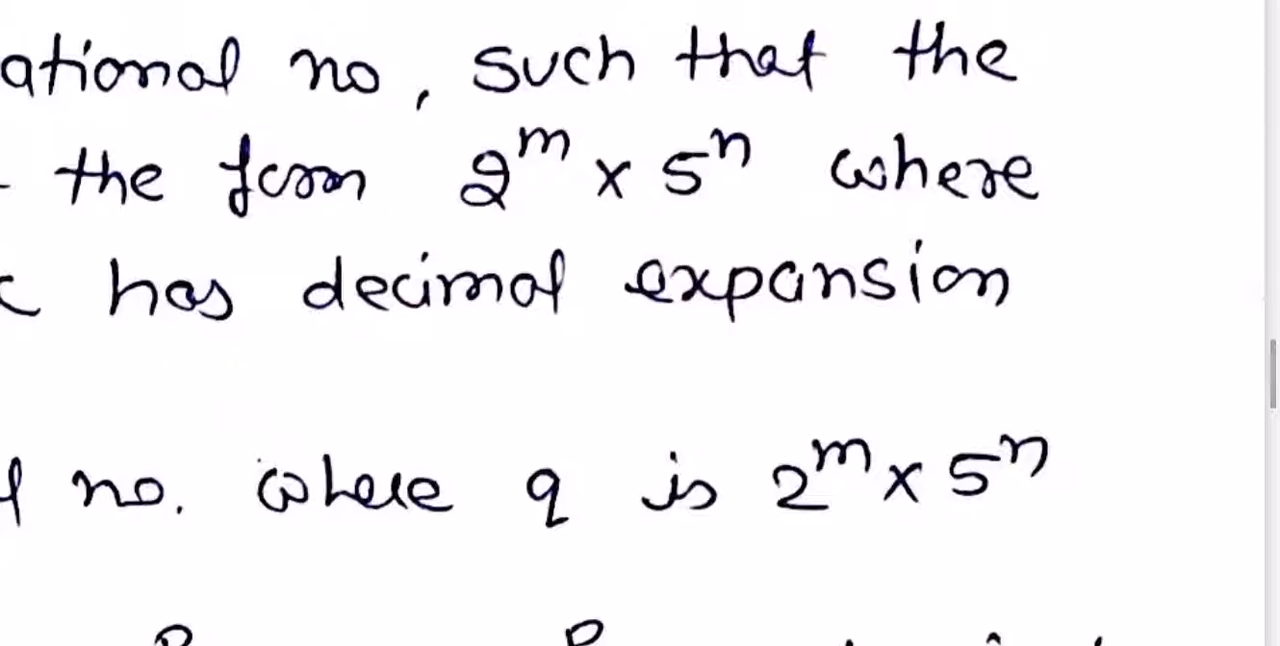 ational no, such that the
the form 2^m x 5^n where
has decimal expansion
no. where q is 2^m x 5^n